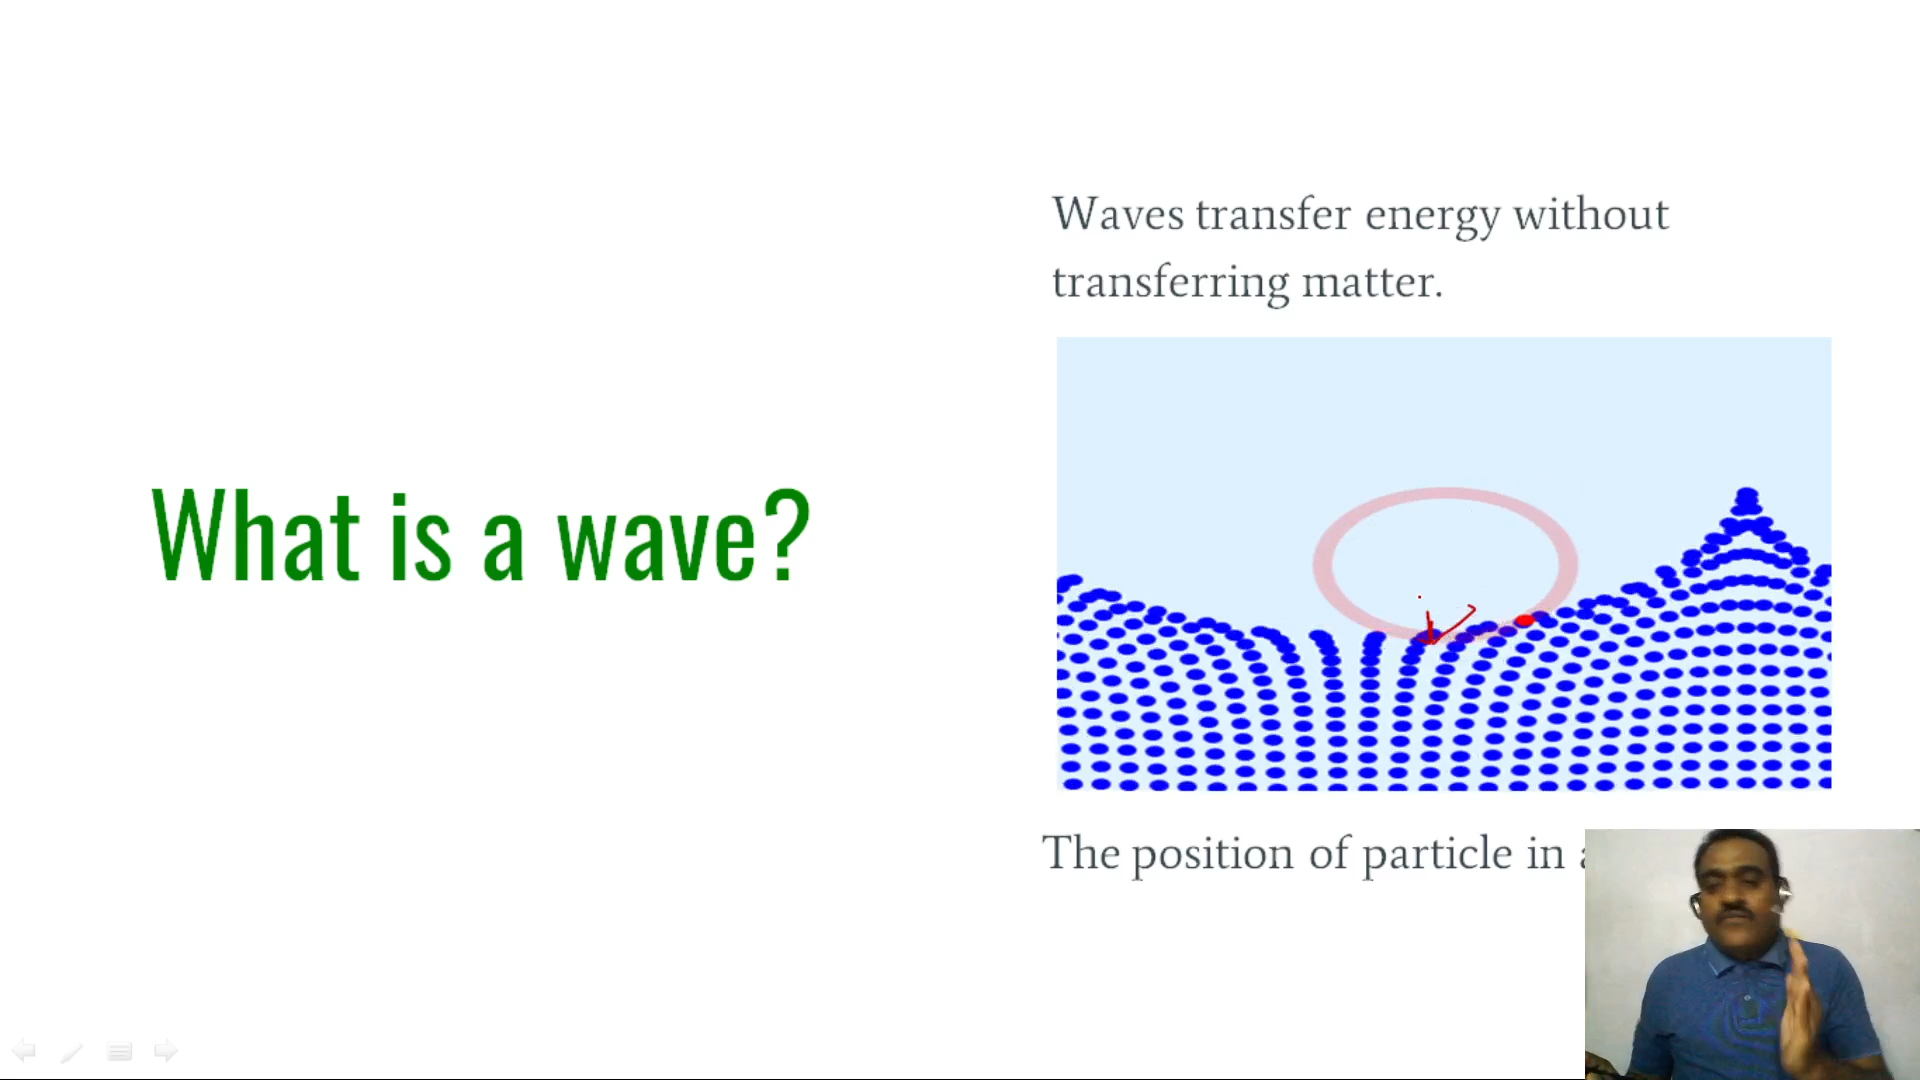 What is a wave?
Waves transfer energy without
transferring matter.
The position of particle in